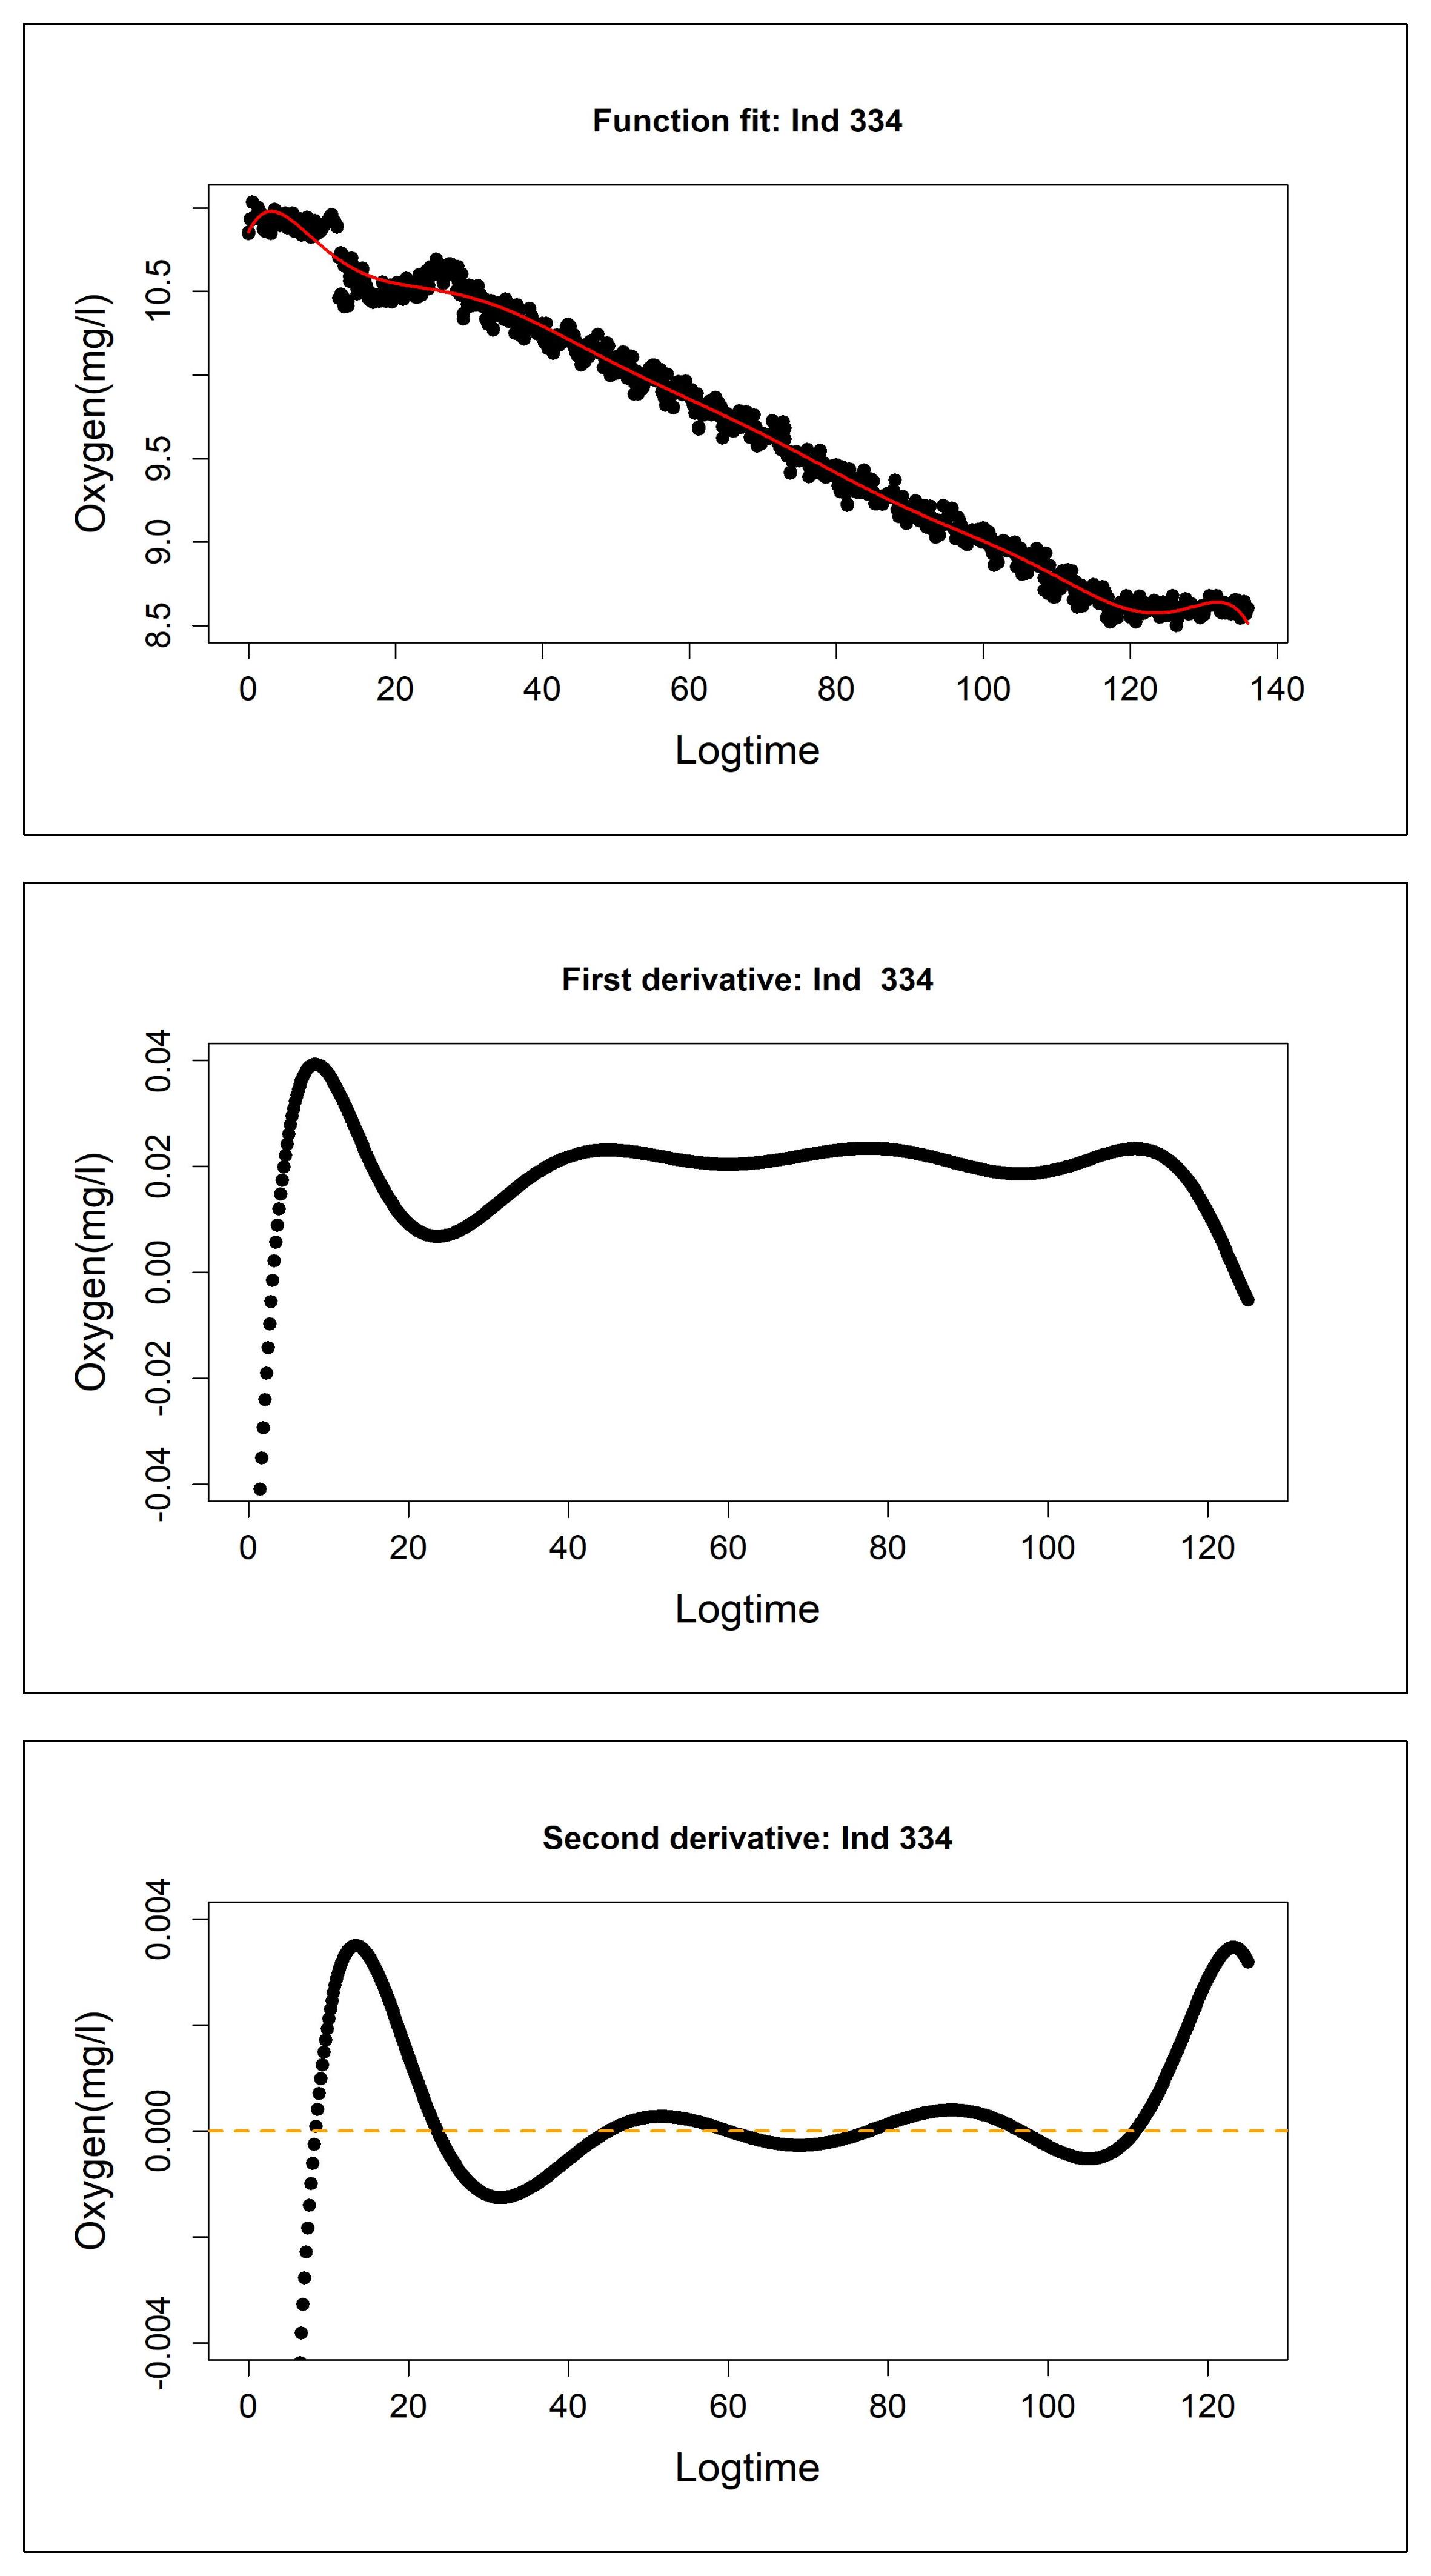 Function fit: Ind 334
Oxygen(mg/l)
10.5
9.5
9.0
8.5
0 20 40 60 80 100 120 140
Logtime
First derivative: Ind  334
Oxygen(mg/l)
0.04
0.02
0.00
-0.02
-0.04
0 20 40 60 80 100 120
Logtime
Second derivative: Ind 334
Oxygen(mg/l)
0.004
0.000
-0.004
0 20 40 60 80 100 120
Logtime